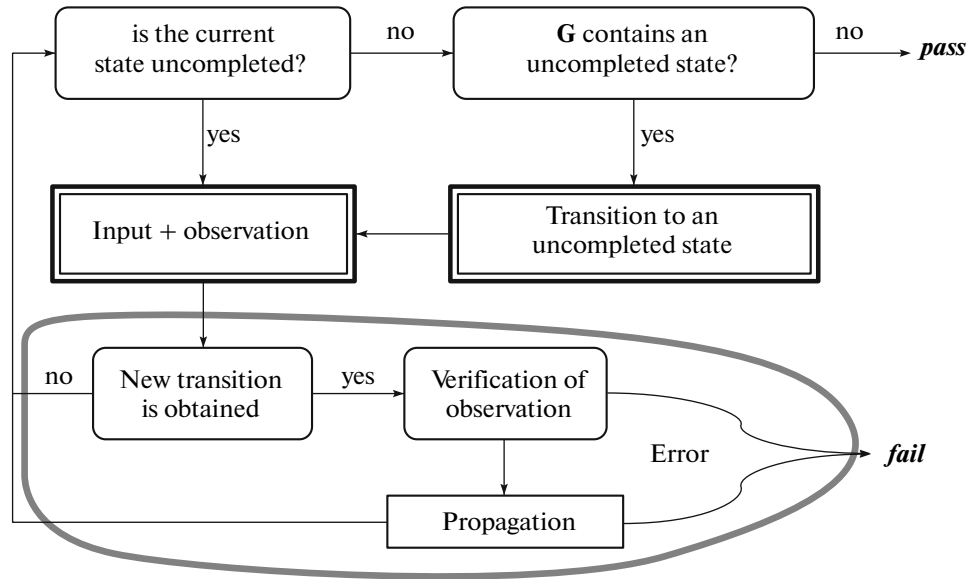 is the current
state uncompleted?
no
G contains an
uncompleted state?
no
pass
yes
yes
Input + observation
Transition to an
uncompleted state
no
New transition
is obtained
yes
Verification of
observation
Error
fail
Propagation